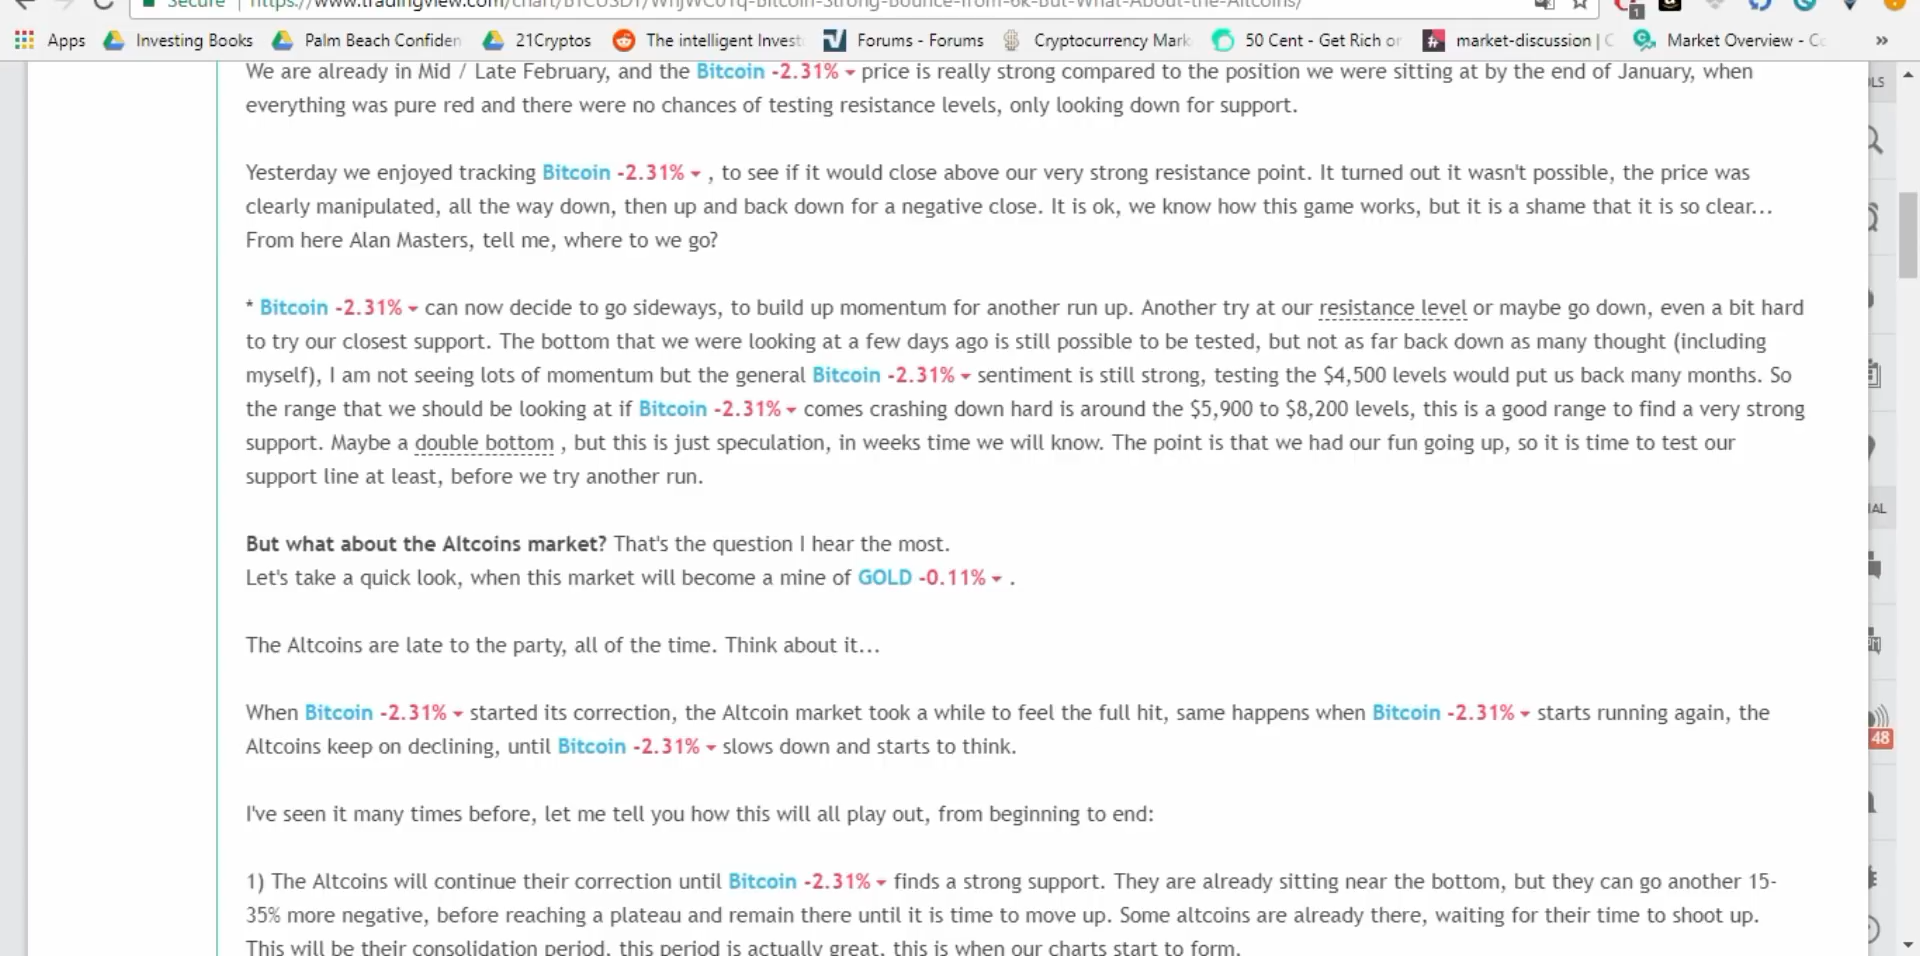 Secure https://www.tradingview.com/chart/BTCUSDT/
Apps Investing Books Palm Beach Confiden 21Cryptos The intelligent Invest Forums - Forums Cryptocurrency Mark 50 Cent - Get Rich or market-discussion | C Market Overview - Co »
1
We are already in Mid / Late February, and the Bitcoin -2.31% price is really strong compared to the position we were sitting at by the end of January, when
everything was pure red and there were no chances of testing resistance levels, only looking down for support.
Yesterday we enjoyed tracking Bitcoin -2.31% , to see if it would close above our very strong resistance point. It turned out it wasn't possible, the price was
clearly manipulated, all the way down, then up and back down for a negative close. It is ok, we know how this game works, but it is a shame that it is so clear...
From here Alan Masters, tell me, where to we go?
* Bitcoin -2.31% can now decide to go sideways, to build up momentum for another run up. Another try at our resistance level or maybe go down, even a bit hard
to try our closest support. The bottom that we were looking at a few days ago is still possible to be tested, but not as far back down as many thought (including
myself), I am not seeing lots of momentum but the general Bitcoin -2.31% sentiment is still strong, testing the $4,500 levels would put us back many months. So
the range that we should be looking at if Bitcoin -2.31% comes crashing down hard is around the $5,900 to $8,200 levels, this is a good range to find a very strong
support. Maybe a double bottom , but this is just speculation, in weeks time we will know. The point is that we had our fun going up, so it is time to test our
support line at least, before we try another run.
But what about the Altcoins market? That's the question I hear the most.
Let's take a quick look, when this market will become a mine of GOLD -0.11% .
The Altcoins are late to the party, all of the time. Think about it...
When Bitcoin -2.31% started its correction, the Altcoin market took a while to feel the full hit, same happens when Bitcoin -2.31% starts running again, the
Altcoins keep on declining, until Bitcoin -2.31% slows down and starts to think.
I've seen it many times before, let me tell you how this will all play out, from beginning to end:
1) The Altcoins will continue their correction until Bitcoin -2.31% finds a strong support. They are already sitting near the bottom, but they can go another 15-
35% more negative, before reaching a plateau and remain there until it is time to move up. Some altcoins are already there, waiting for their time to shoot up.
This will be their consolidation period, this period is actually great, this is when our charts start to form.
48